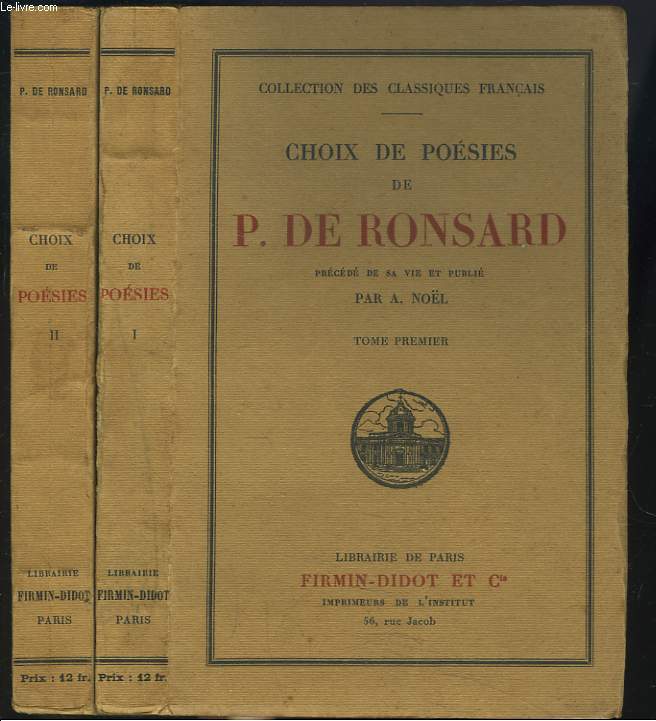 Le-livre.com
P. DE RONSARD
CHOIX
DE
POÉSIES
II
LIBRAIRIE
FIRMIN-DIDOT
PARIS
Prix : 12 fr.
P. DE RONSARD
CHOIX
DE
POÉSIES
I
LIBRAIRIE
FIRMIN-DIDOT
PARIS
Prix : 12 fr.
COLLECTION DES CLASSIQUES FRANÇAIS
CHOIX DE POÉSIES
DE
P. DE RONSARD
PRÉCÉDÉ DE SA VIE ET PUBLIÉ
PAR A. NOËL
TOME PREMIER
LIBRAIRIE DE PARIS
FIRMIN-DIDOT ET Cie
IMPRIMEURS DE L'INSTITUT
56, rue Jacob